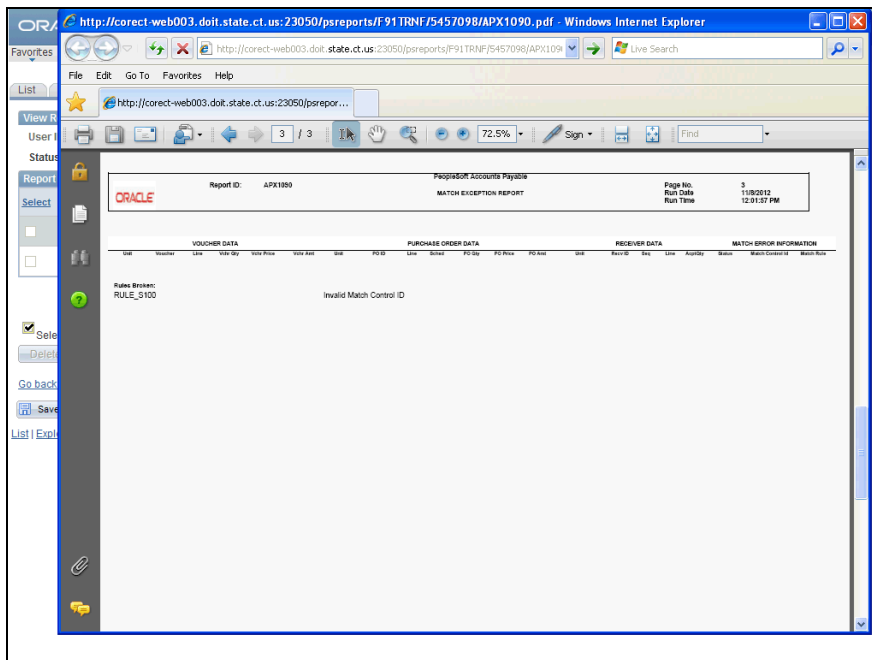 ORA
http://corect-web003.doit.state.ct.us:23050/psreports/F91TRNF/5457098/APX1090.pdf - Windows Internet Explorer
Favorites
http://corect-web003.doit.state.ct.us:23050/psreports/F91TRNF/5457098/APX109
Live Search
File Edit Go To Favorites Help
List
http://corect-web003.doit.state.ct.us:23050/psrepor...
View R
User I
3 / 3
72.5%
Sign
Find
Status
Report
Select
ORACLE
Report ID: APX1090
PeopleSoft Accounts Payable
MATCH EXCEPTION REPORT
Page No. 3
Run Date 11/8/2012
Run Time 12:01:57 PM
VOUCHER DATA PURCHASE ORDER DATA RECEIVER DATA MATCH ERROR INFORMATION
Unit Voucher Line Vchr Qty Vchr Price Vchr Amt Unit PO ID Line Sched PO Qty PO Price PO Amt Unit Recv ID Seq Line AcptQty Status Match Control Id Match Rule
Rules Broken:
RULE_S100 Invalid Match Control ID
Sele
Delet
Go back
Save
List | Expl